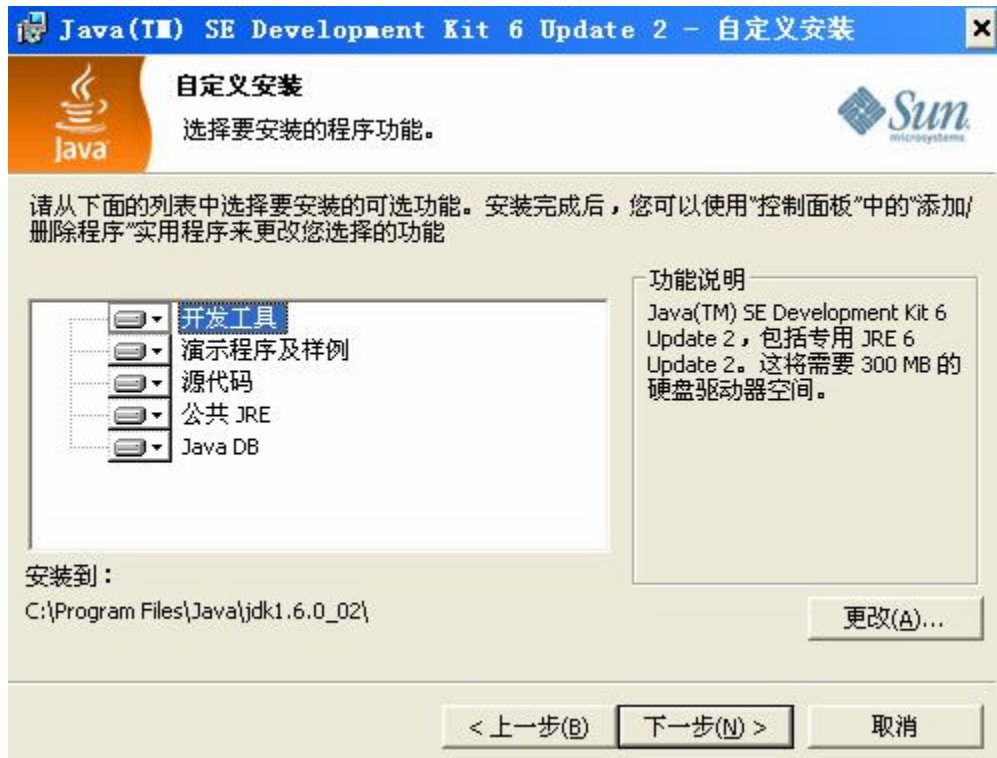 Java(TM) SE Development Kit 6 Update 2 - 自定义安装
Java
自定义安装
选择要安装的程序功能。
Sun
microsystems
请从下面的列表中选择要安装的可选功能。安装完成后，您可以使用“控制面板”中的“添加/
删除程序”实用程序来更改您选择的功能
开发工具
演示程序及样例
源代码
公共 JRE
Java DB
功能说明
Java(TM) SE Development Kit 6
Update 2，包括专用 JRE 6
Update 2。这将需要 300 MB 的
硬盘驱动器空间。
安装到：
C:\Program Files\Java\jdk1.6.0_02\
更改(A)...
< 上一步(B)
下一步(N) >
取消